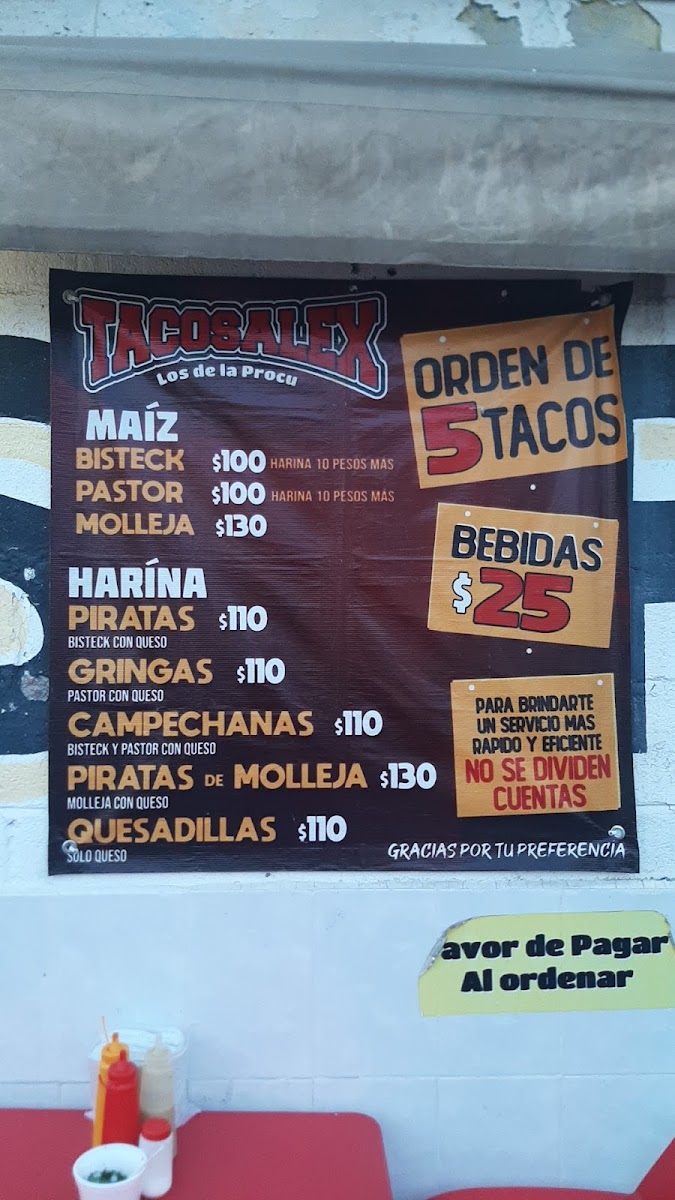 TACOSALEX
Los de la Procu
MAÍZ
BISTECK $100 HARINA 10 PESOS MÁS
PASTOR $100 HARINA 10 PESOS MÁS
MOLLEJA $130
HARÍNA
PIRATAS $110
BISTECK CON QUESO
GRINGAS $110
PASTOR CON QUESO
CAMPECHANAS $110
BISTECK Y PASTOR CON QUESO
PIRATAS DE MOLLEJA $130
MOLLEJA CON QUESO
QUESADILLAS $110
SOLO QUESO
ORDEN DE
5 TACOS
BEBIDAS
$25
PARA BRINDARTE
UN SERVICIO MAS
RAPIDO Y EFICIENTE
NO SE DIVIDEN
CUENTAS
GRACIAS POR TU PREFERENCIA
avor de Pagar
Al ordenar